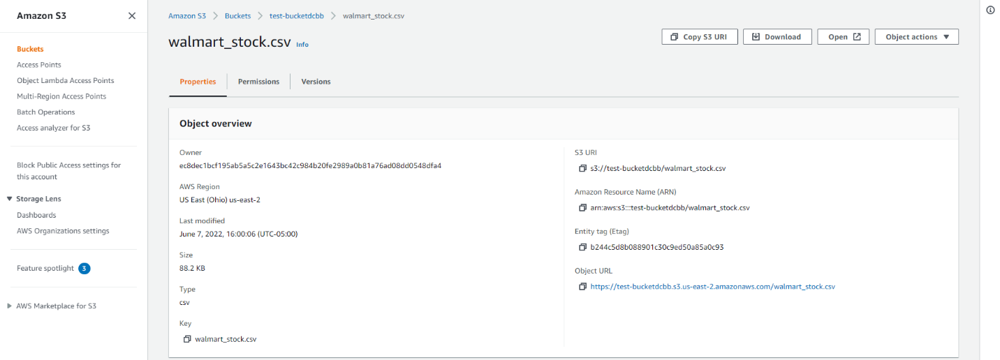 Amazon S3
Buckets
Access Points
Object Lambda Access Points
Multi-Region Access Points
Batch Operations
Access analyzer for S3
Block Public Access settings for
this account
Storage Lens
Dashboards
AWS Organizations settings
Feature spotlight 3
AWS Marketplace for S3
Amazon S3 Buckets test-bucketdcbb walmart_stock.csv
walmart_stock.csv Info
Copy S3 URI Download Open Object actions
Properties Permissions Versions
Object overview
Owner
ec8dec1bcf195ab5a5c2e1643bc42c984b20fe2989a0b81a76ad08dd0548dfa4
AWS Region
US East (Ohio) us-east-2
Last modified
June 7, 2022, 16:00:06 (UTC-05:00)
Size
88.2 KB
Type
csv
Key
walmart_stock.csv
S3 URI
s3://test-bucketdcbb/walmart_stock.csv
Amazon Resource Name (ARN)
arn:aws:s3:::test-bucketdcbb/walmart_stock.csv
Entity tag (Etag)
b244c5d8b088901c30c9ed50a85a0c93
Object URL
https://test-bucketdcbb.s3.us-east-2.amazonaws.com/walmart_stock.csv